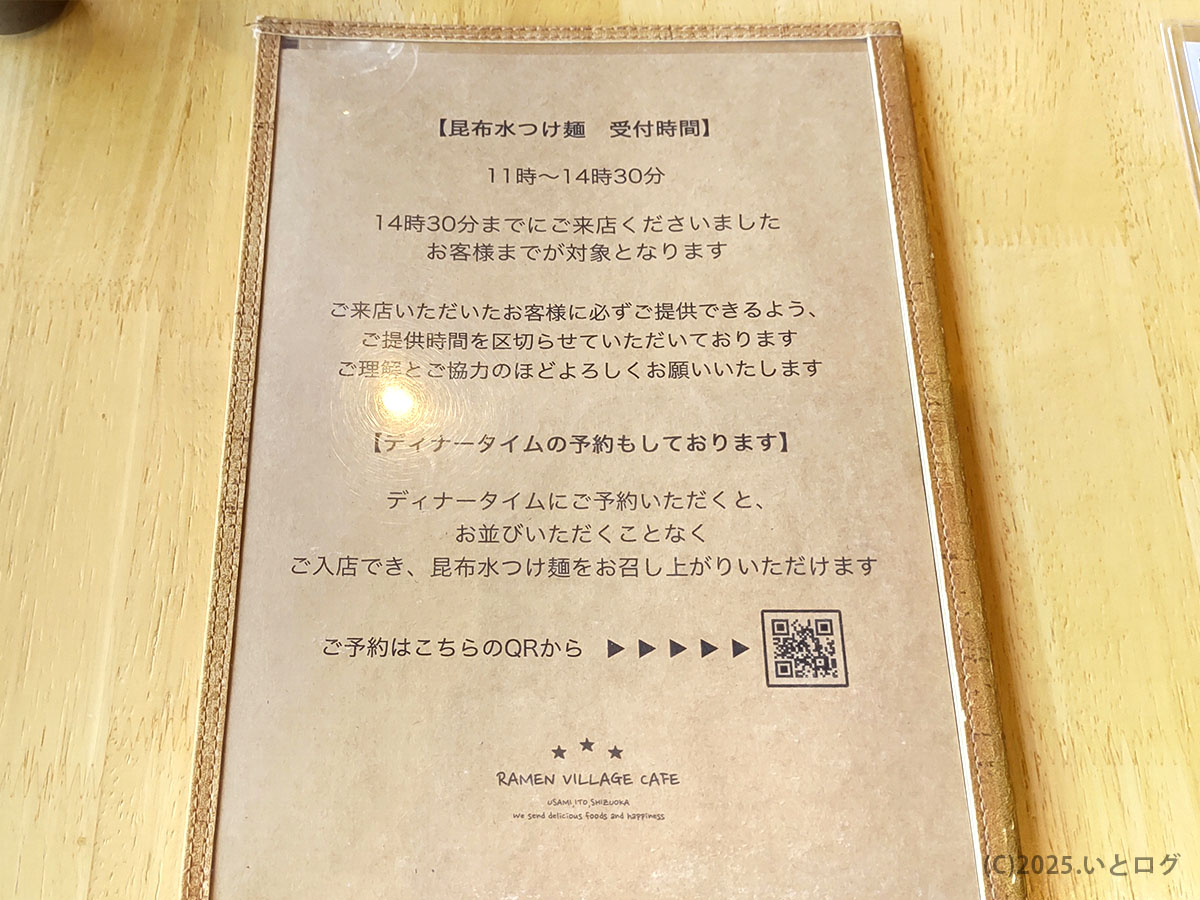 【昆布水つけ麺　受付時間】
11時〜14時30分
14時30分までにご来店くださいました
お客様までが対象となります
ご来店いただいたお客様に必ずご提供できるよう、
ご提供時間を区切らせていただいております
ご理解とご協力のほどよろしくお願いいたします
【ディナータイムの予約もしております】
ディナータイムにご予約いただくと、
お並びいただくことなく
ご入店でき、昆布水つけ麺をお召し上がりいただけます
ご予約はこちらのQRから ▶▶▶▶▶
RAMEN VILLAGE CAFE
USAMI,ITO,SHIZUOKA
We send delicious foods and happiness
(C)2025.いとログ